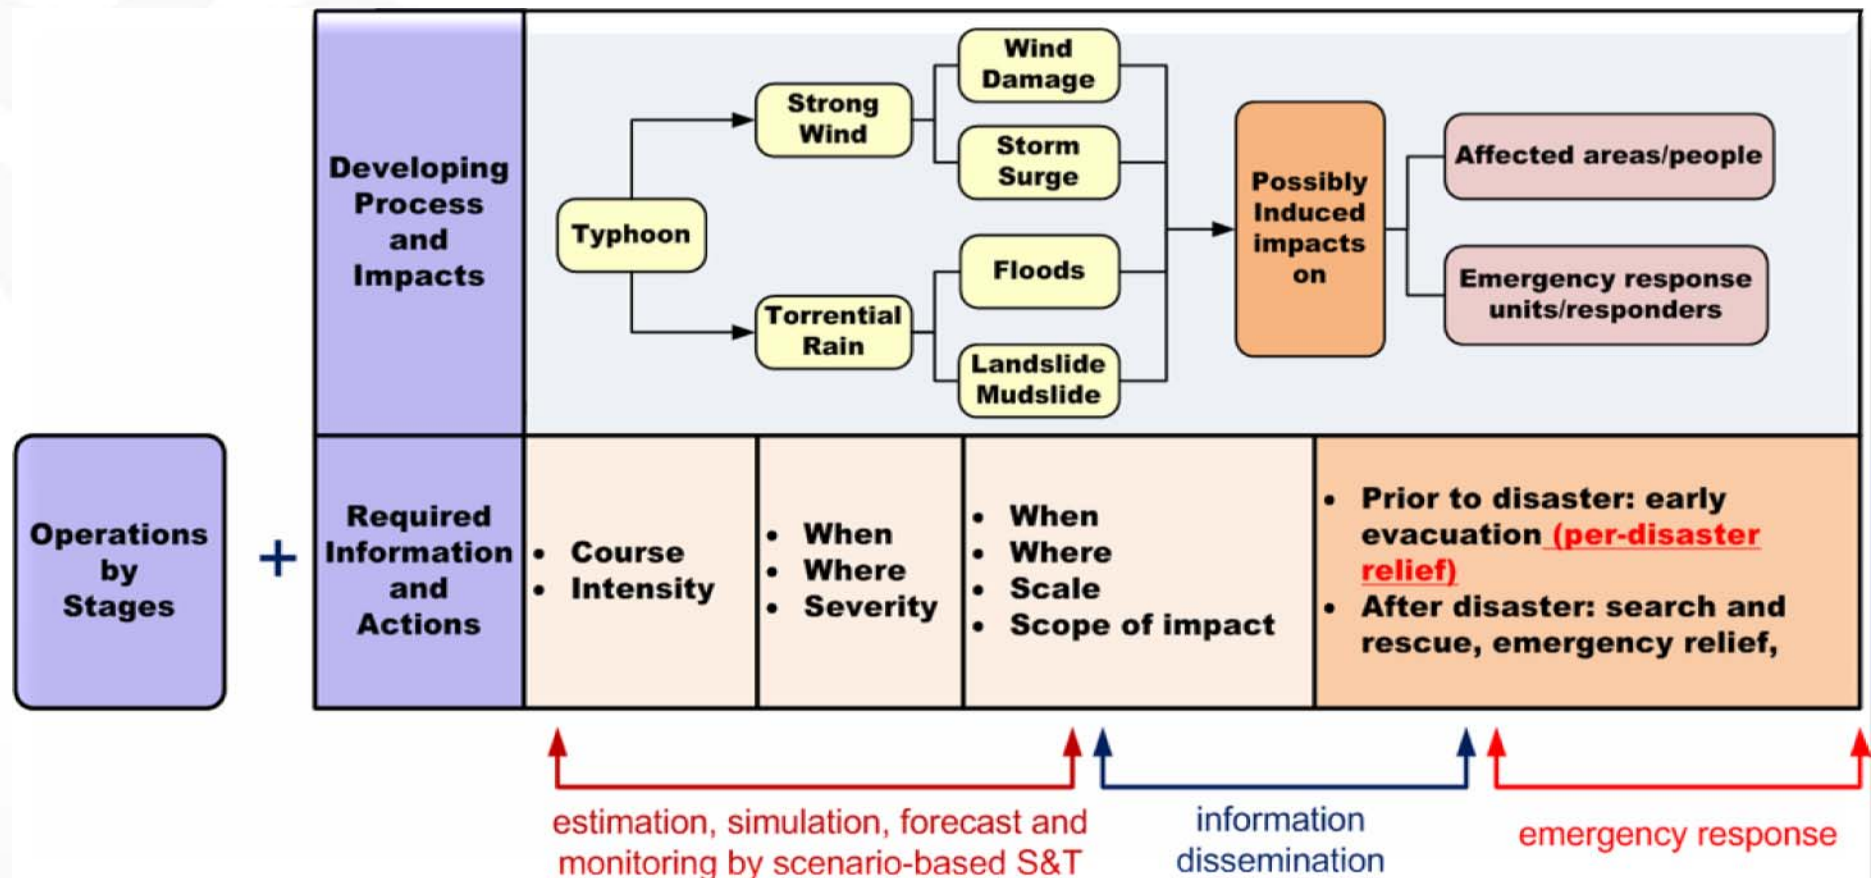 Developing
Process
and
Impacts
Typhoon
Strong
Wind
Torrential
Rain
Wind
Damage
Storm
Surge
Floods
Landslide
Mudslide
Possibly
Induced
impacts
on
Affected areas/people
Emergency response
units/responders
Operations
by
Stages
+
Required
Information
and
Actions
• Course
• Intensity
• When
• Where
• Severity
• When
• Where
• Scale
• Scope of impact
• Prior to disaster: early
evacuation (per-disaster
relief)
• After disaster: search and
rescue, emergency relief,
estimation, simulation, forecast and
monitoring by scenario-based S&T
information
dissemination
emergency response